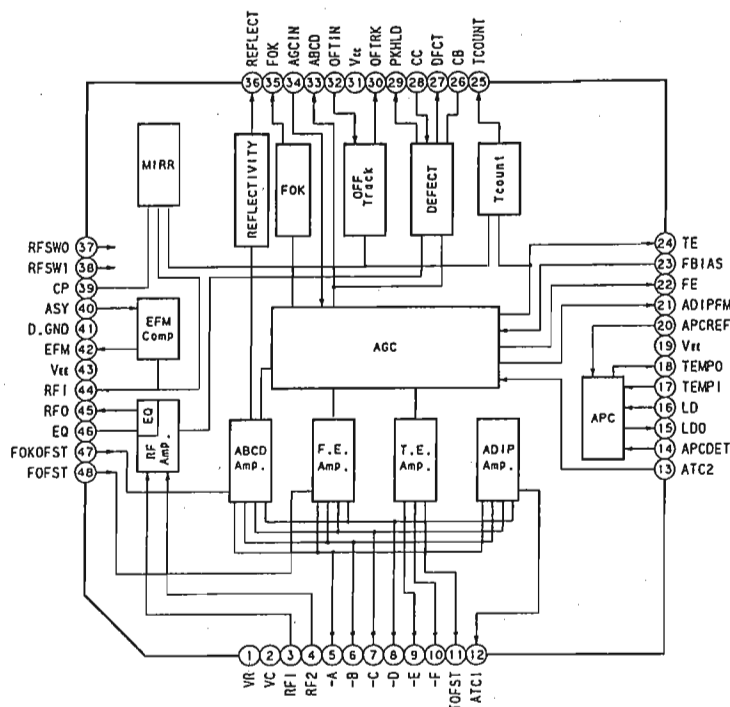 REFLECT
FOK
AGCIN
ABCD
OFTIN
Vcc
OFTRK
PKHLD
CC
DFCT
CB
TCOUNT
36
35
34
33
32
31
30
29
28
27
26
25
MIRR
REFLECTIVITY
FOK
OFF
Track
DEFECT
Tcount
RFSW0 37
RFSW1 38
CP 39
ASY 40
D.GND 41
EFM 42
VEE 43
RFI 44
RFO 45
EQ 46
FOKOFST 47
FOFST 48
EFM
Comp
EQ
RF
Amp.
AGC
24 TE
23 FBIAS
22 FE
21 ADIPFM
20 APCREF
19 VEE
18 TEMPO
17 TEMPI
16 LD
15 LDO
14 APCDET
13 ATC2
APC
ABCD
Amp.
F.E.
Amp.
T.E.
Amp.
ADIP
Amp.
1
2
3
4
5
6
7
8
9
10
11
12
VR
VC
RF1
RF2
-A
-B
-C
-D
-E
-F
TOFST
ATC1